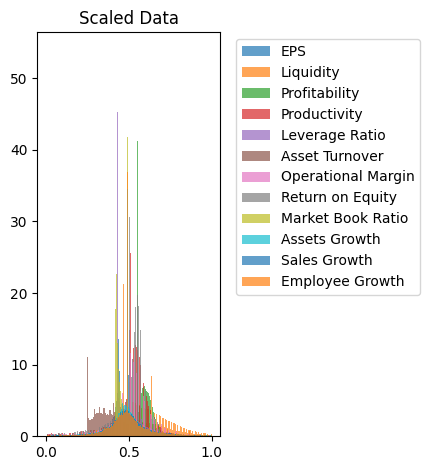 Scaled Data
50
40
30
20
10
0
0.0 0.5 1.0
EPS
Liquidity
Profitability
Productivity
Leverage Ratio
Asset Turnover
Operational Margin
Return on Equity
Market Book Ratio
Assets Growth
Sales Growth
Employee Growth